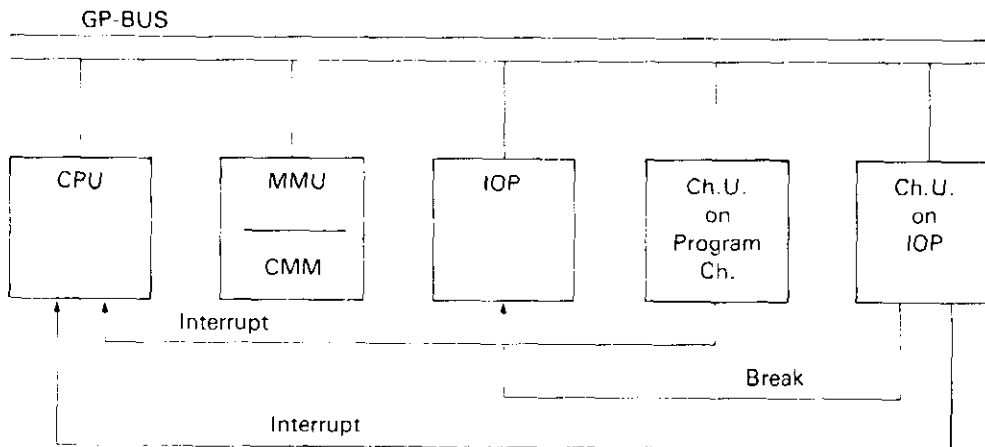 GP-BUS
CPU
MMU
CMM
IOP
Ch.U.
on
Program
Ch.
Ch.U.
on
IOP
Interrupt
Break
Interrupt